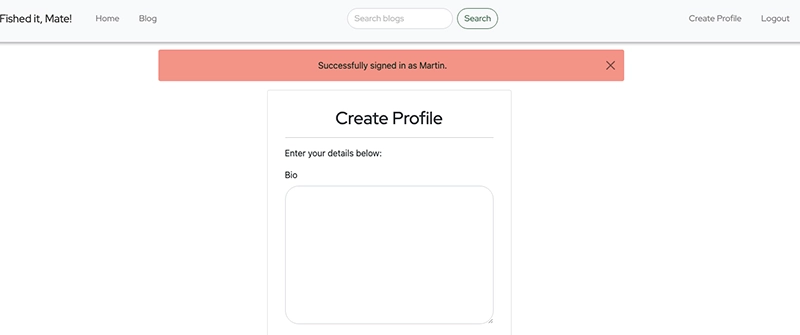 Fished it, Mate! Home Blog Search blogs Search Create Profile Logout
Successfully signed in as Martin.
Create Profile
Enter your details below:
Bio